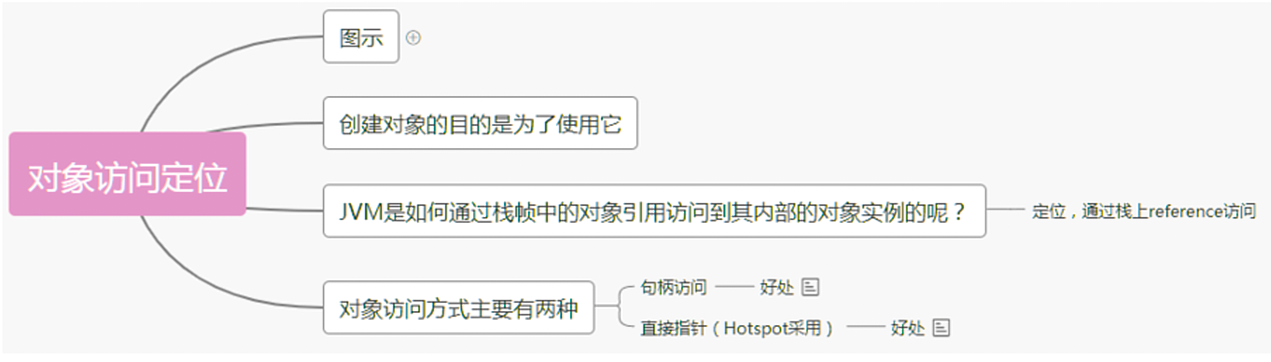 对象访问定位
图示
创建对象的目的是为了使用它
JVM是如何通过栈帧中的对象引用访问到其内部的对象实例的呢？
定位，通过栈上reference访问
对象访问方式主要有两种
句柄访问
好处
直接指针（Hotspot采用）
好处